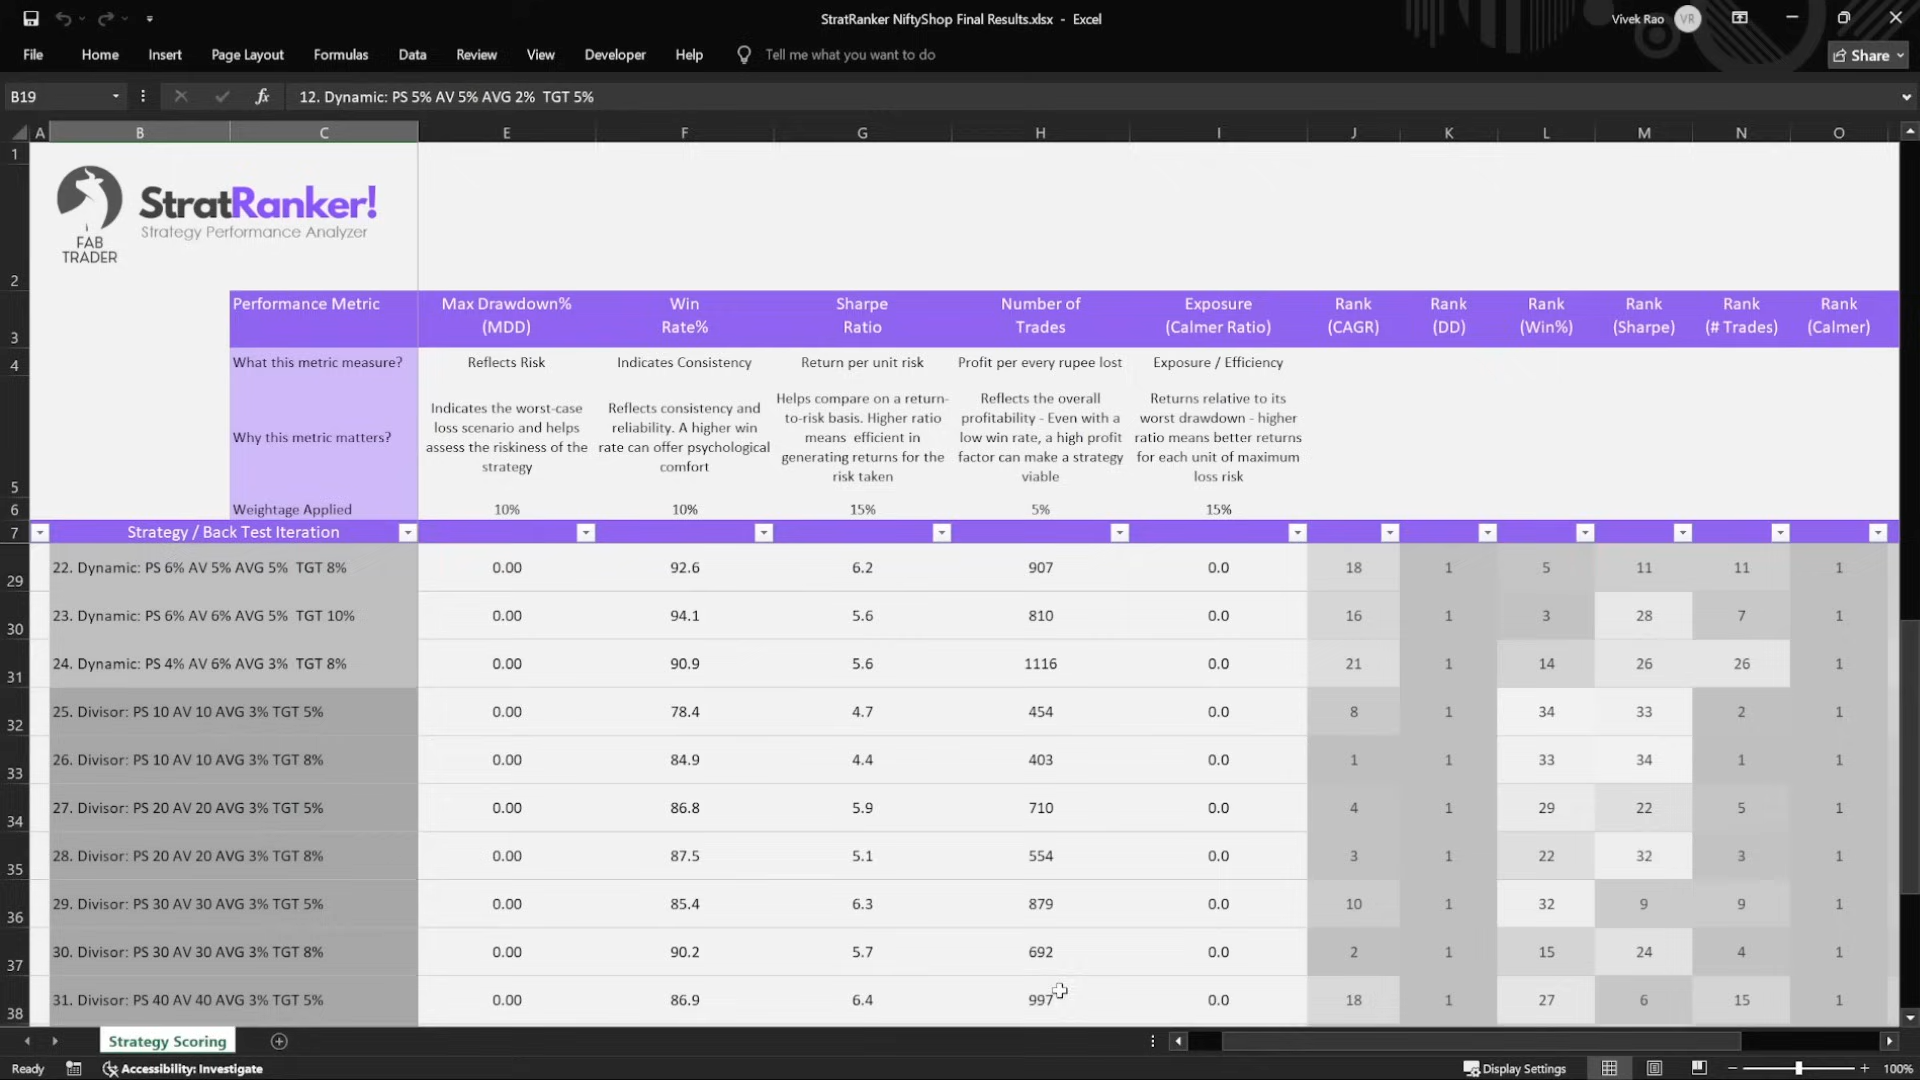 StratRanker NiftyShop Final Results.xlsx - Excel
Vivek Rao VR
File Home Insert Page Layout Formulas Data Review View Developer Help Tell me what you want to do Share
B19 fx 12. Dynamic: PS 5% AV 5% AVG 2%  TGT 5%
A B C E F G H I J K L M N O
1
FAB
TRADER
StratRanker!
Strategy Performance Analyzer
2
Performance Metric
Max Drawdown%
(MDD)
Win
Rate%
Sharpe
Ratio
Number of
Trades
Exposure
(Calmer Ratio)
Rank
(CAGR)
Rank
(DD)
Rank
(Win%)
Rank
(Sharpe)
Rank
(# Trades)
Rank
(Calmer)
3
4 What this metric measure? Reflects Risk Indicates Consistency Return per unit risk Profit per every rupee lost Exposure / Efficiency
Why this metric matters?
Indicates the worst-case
loss scenario and helps
assess the riskiness of the
strategy
Reflects consistency and
reliability. A higher win
rate can offer psychological
comfort
Helps compare on a return-
to-risk basis. Higher ratio
means  efficient in
generating returns for the
risk taken
Reflects the overall
profitability - Even with a
low win rate, a high profit
factor can make a strategy
viable
Returns relative to its
worst drawdown - higher
ratio means better returns
for each unit of maximum
loss risk
5
6 Weightage Applied 10% 10% 15% 5% 15%
7 Strategy / Back Test Iteration
29 22. Dynamic: PS 6% AV 5% AVG 5%  TGT 8% 0.00 92.6 6.2 907 0.0 18 1 5 11 11 1
30 23. Dynamic: PS 6% AV 6% AVG 5%  TGT 10% 0.00 94.1 5.6 810 0.0 16 1 3 28 7 1
31 24. Dynamic: PS 4% AV 6% AVG 3%  TGT 8% 0.00 90.9 5.6 1116 0.0 21 1 14 26 26 1
32 25. Divisor: PS 10 AV 10 AVG 3% TGT 5% 0.00 78.4 4.7 454 0.0 8 1 34 33 2 1
33 26. Divisor: PS 10 AV 10 AVG 3% TGT 8% 0.00 84.9 4.4 403 0.0 1 1 33 34 1 1
34 27. Divisor: PS 20 AV 20 AVG 3% TGT 5% 0.00 86.8 5.9 710 0.0 4 1 29 22 5 1
35 28. Divisor: PS 20 AV 20 AVG 3% TGT 8% 0.00 87.5 5.1 554 0.0 3 1 22 32 3 1
36 29. Divisor: PS 30 AV 30 AVG 3% TGT 5% 0.00 85.4 6.3 879 0.0 10 1 32 9 9 1
37 30. Divisor: PS 30 AV 30 AVG 3% TGT 8% 0.00 90.2 5.7 692 0.0 2 1 15 24 4 1
38 31. Divisor: PS 40 AV 40 AVG 3% TGT 5% 0.00 86.9 6.4 997 0.0 18 1 27 6 15 1
Strategy Scoring
Ready Accessibility: Investigate Display Settings 100%